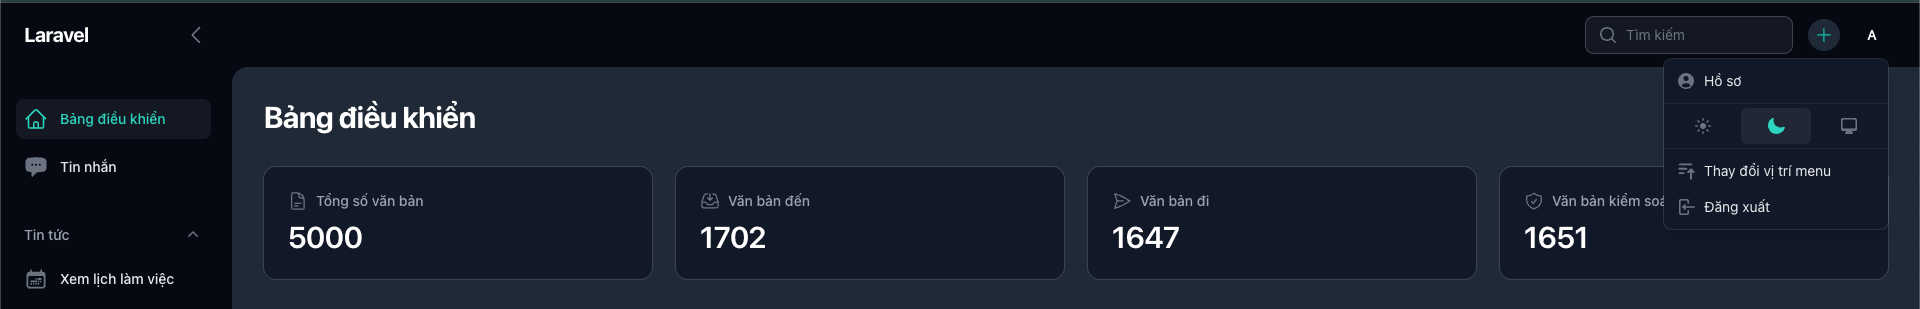 Laravel
Tìm kiếm
A
Hồ sơ
Bảng điều khiển
Bảng điều khiển
Tin nhắn
Thay đổi vị trí menu
Tổng số văn bản
Văn bản đến
Văn bản đi
Văn bản kiểm soá
Đăng xuất
5000
1702
1647
1651
Tin tức
Xem lịch làm việc